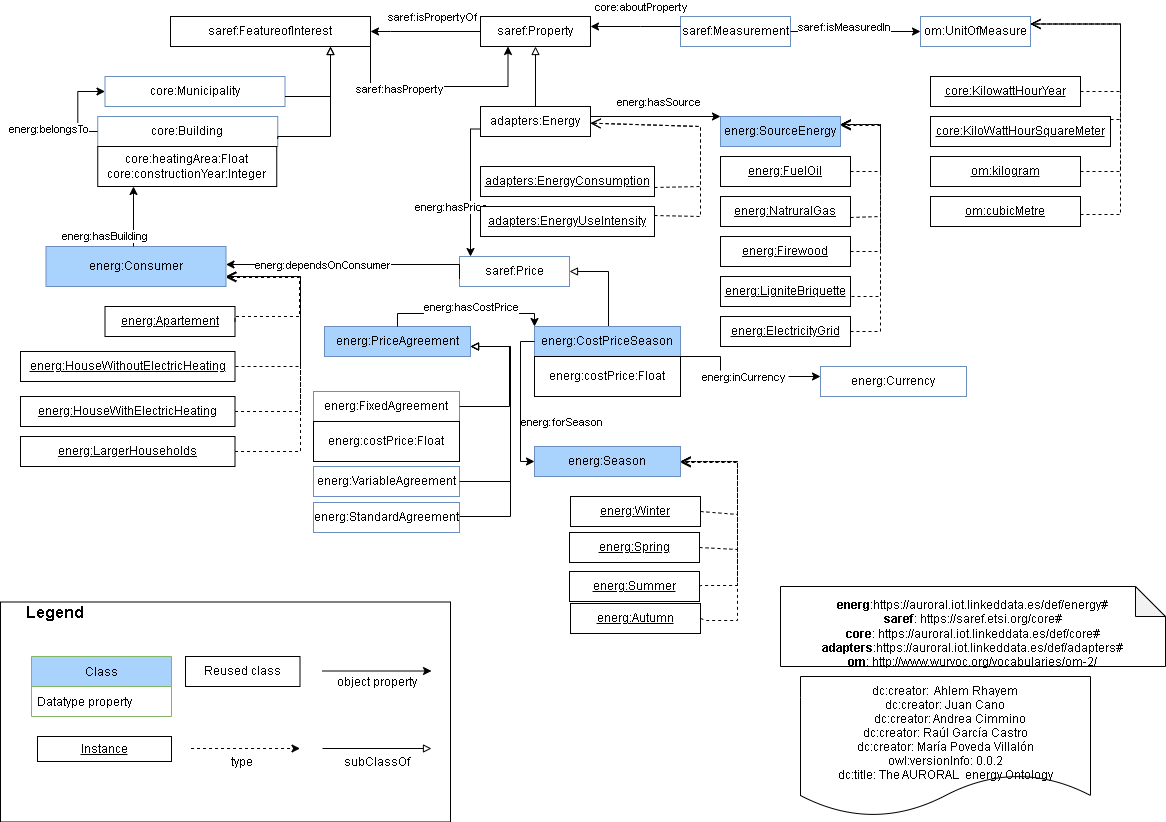 core:aboutProperty
saref:isPropertyOf
saref:FeatureofInterest
saref:Property
saref:Measurement
saref:isMeasuredIn
om:UnitOfMeasure
saref:hasProperty
core:Municipality
energ:hasSource
core:KilowattHourYear
energ:belongsTo
core:Building
adapters:Energy
energ:SourceEnergy
core:KiloWattHourSquareMeter
core:heatingArea:Float
core:constructionYear:Integer
adapters:EnergyConsumption
energ:FuelOil
om:kilogram
energ:hasPrice
adapters:EnergyUseIntensity
energ:NatruralGas
om:cubicMetre
energ:hasBuilding
energ:Firewood
energ:Consumer
energ:dependsOnConsumer
saref:Price
energ:LigniteBriquette
energ:hasCostPrice
energ:Apartement
energ:ElectricityGrid
energ:PriceAgreement
energ:CostPriceSeason
energ:HouseWithoutElectricHeating
energ:costPrice:Float
energ:inCurrency
energ:Currency
energ:HouseWithElectricHeating
energ:FixedAgreement
energ:forSeason
energ:costPrice:Float
energ:LargerHouseholds
energ:Season
energ:VariableAgreement
energ:StandardAgreement
energ:Winter
energ:Spring
energ:Summer
energ:Autumn
Legend
Class
Reused class
object property
Datatype property
Instance
type
subClassOf
energ:https://auroral.iot.linkeddata.es/def/energy#
saref: https://saref.etsi.org/core#
core: https://auroral.iot.linkeddata.es/def/core#
adapters:https://auroral.iot.linkeddata.es/def/adapters#
om: http://www.wurvoc.org/vocabularies/om-2/
dc:creator: Ahlem Rhayem
dc:creator: Juan Cano
dc:creator: Andrea Cimmino
dc:creator: Raúl García Castro
dc:creator: María Poveda Villalón
owl:versionInfo: 0.0.2
dc:title: The AURORAL energy Ontology